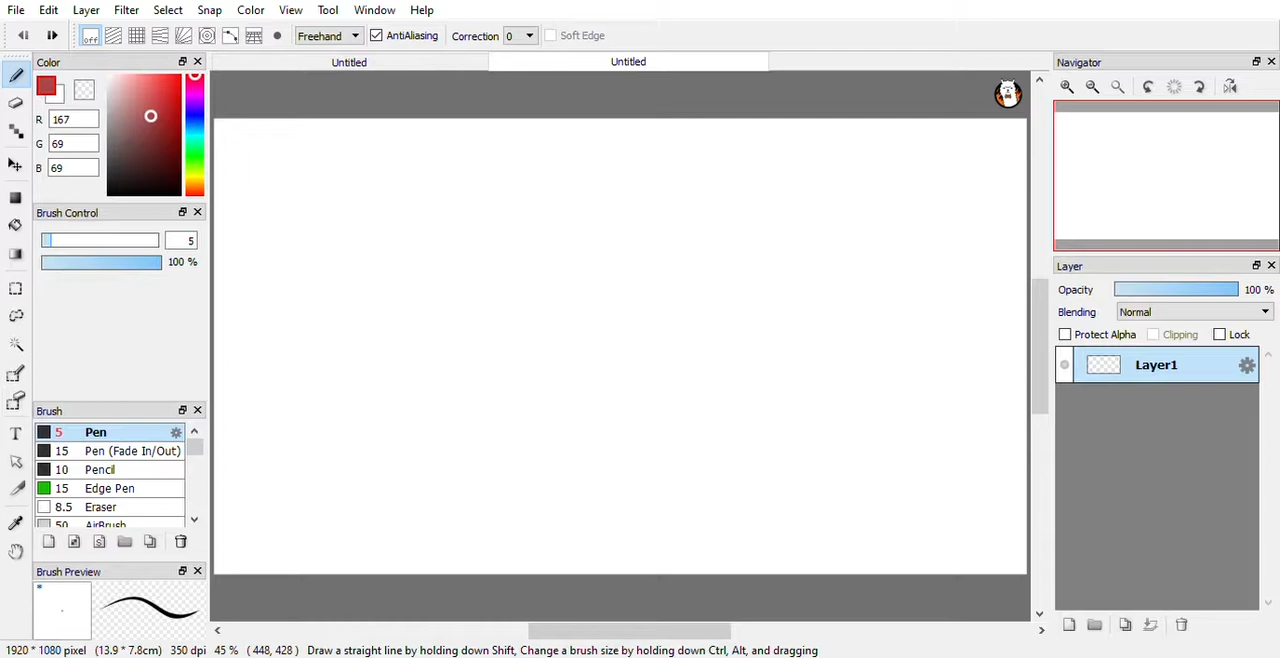 File Edit Layer Filter Select Snap Color View Tool Window Help
off Freehand AntiAliasing Correction 0 Soft Edge
Color Untitled Untitled Navigator
R 167
G 69
B 69
Brush Control
5
100 %
Layer
Opacity 100 %
Blending Normal
Protect Alpha Clipping Lock
Layer1
Brush
5 Pen
15 Pen (Fade In/Out)
10 Pencil
15 Edge Pen
8.5 Eraser
50 AirBrush
Brush Preview
1920 * 1080 pixel (13.9 * 7.8cm) 350 dpi 45 % ( 448, 428 ) Draw a straight line by holding down Shift, Change a brush size by holding down Ctrl, Alt, and dragging